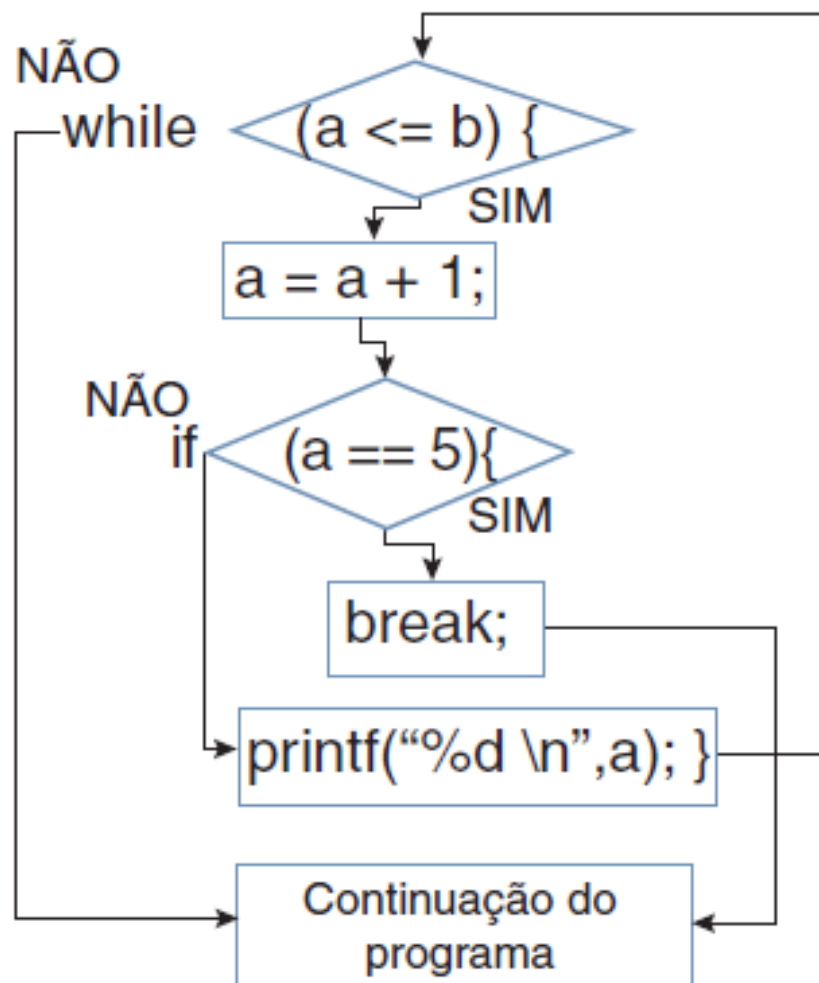 NÃO
while (a <= b) {
SIM
a = a + 1;
NÃO
if (a == 5){
SIM
break;
printf(“%d \n”,a); }
Continuação do
programa